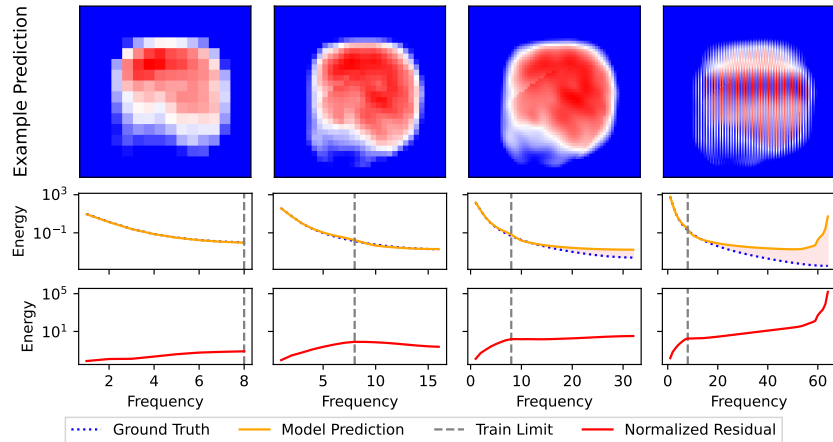 Example Prediction
Energy
10³
10⁻¹
Energy
10⁵
10¹
2 4 6 8
5 10 15
0 10 20 30
0 20 40 60
Frequency Frequency Frequency Frequency
Ground Truth Model Prediction Train Limit Normalized Residual